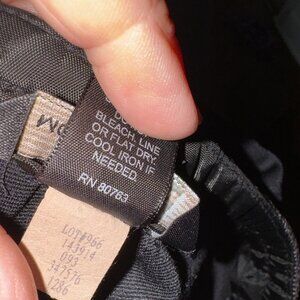 BLEACH, LINE
OR FLAT DRY,
COOL IRON IF
NEEDED.
RN 80763
LOT#966
143914
093
347576
1286